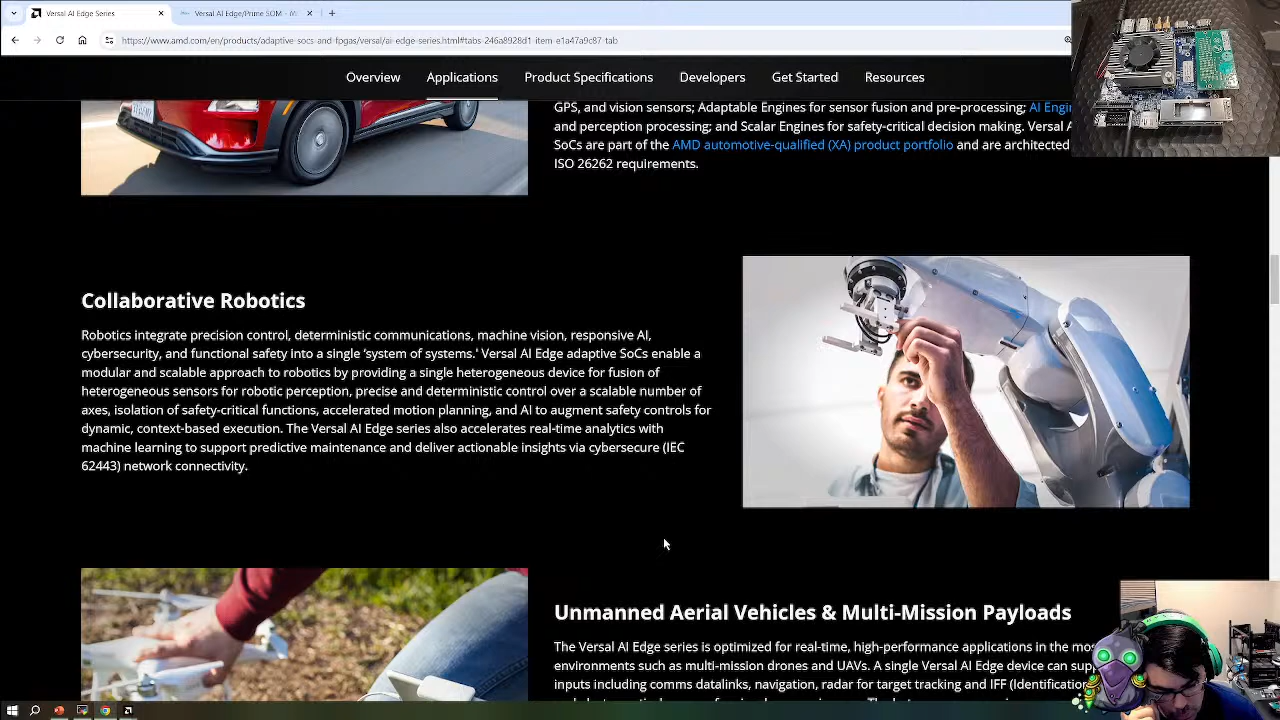 Versal AI Edge Series
Versal AI Edge/Prime SOM -
https://www.amd.com/en/products/adaptive-socs-and-fpgas/versal/ai-edge-series.html#tabs-246a8928d1-item-e1a47a9c87-tab
Overview Applications Product Specifications Developers Get Started Resources
GPS, and vision sensors; Adaptable Engines for sensor fusion and pre-processing; AI Engi
and perception processing; and Scalar Engines for safety-critical decision making. Versal A
SoCs are part of the AMD automotive-qualified (XA) product portfolio and are architected
ISO 26262 requirements.
Collaborative Robotics
Robotics integrate precision control, deterministic communications, machine vision, responsive AI,
cybersecurity, and functional safety into a single 'system of systems.' Versal AI Edge adaptive SoCs enable a
modular and scalable approach to robotics by providing a single heterogeneous device for fusion of
heterogeneous sensors for robotic perception, precise and deterministic control over a scalable number of
axes, isolation of safety-critical functions, accelerated motion planning, and AI to augment safety controls for
dynamic, context-based execution. The Versal AI Edge series also accelerates real-time analytics with
machine learning to support predictive maintenance and deliver actionable insights via cybersecure (IEC
62443) network connectivity.
Unmanned Aerial Vehicles & Multi-Mission Payloads
The Versal AI Edge series is optimized for real-time, high-performance applications in the mos
environments such as multi-mission drones and UAVs. A single Versal AI Edge device can supp
inputs including comms datalinks, navigation, radar for target tracking and IFF (Identification